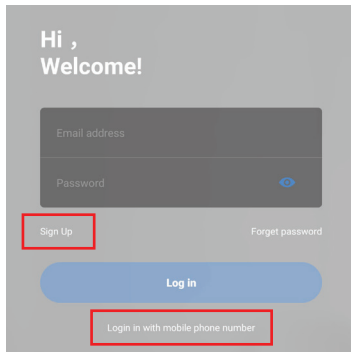 Hi ，
Welcome!
Email address
Password
Sign Up
Forget password
Log in
Login in with mobile phone number